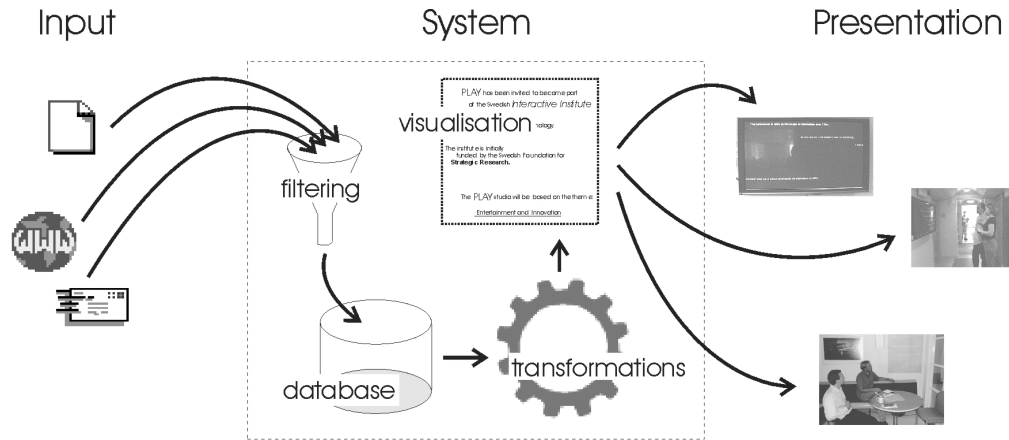 Input
System
Presentation
PLAY has been invited to become part
of the Swedish Interactive Institute
visualisation
nology.
The institute is initially
funded by the Swedish Foundation for
Strategic Research.
The PLAY studio will be based on the theme:
Entertainment and Innovation
filtering
WWW
database
transformations